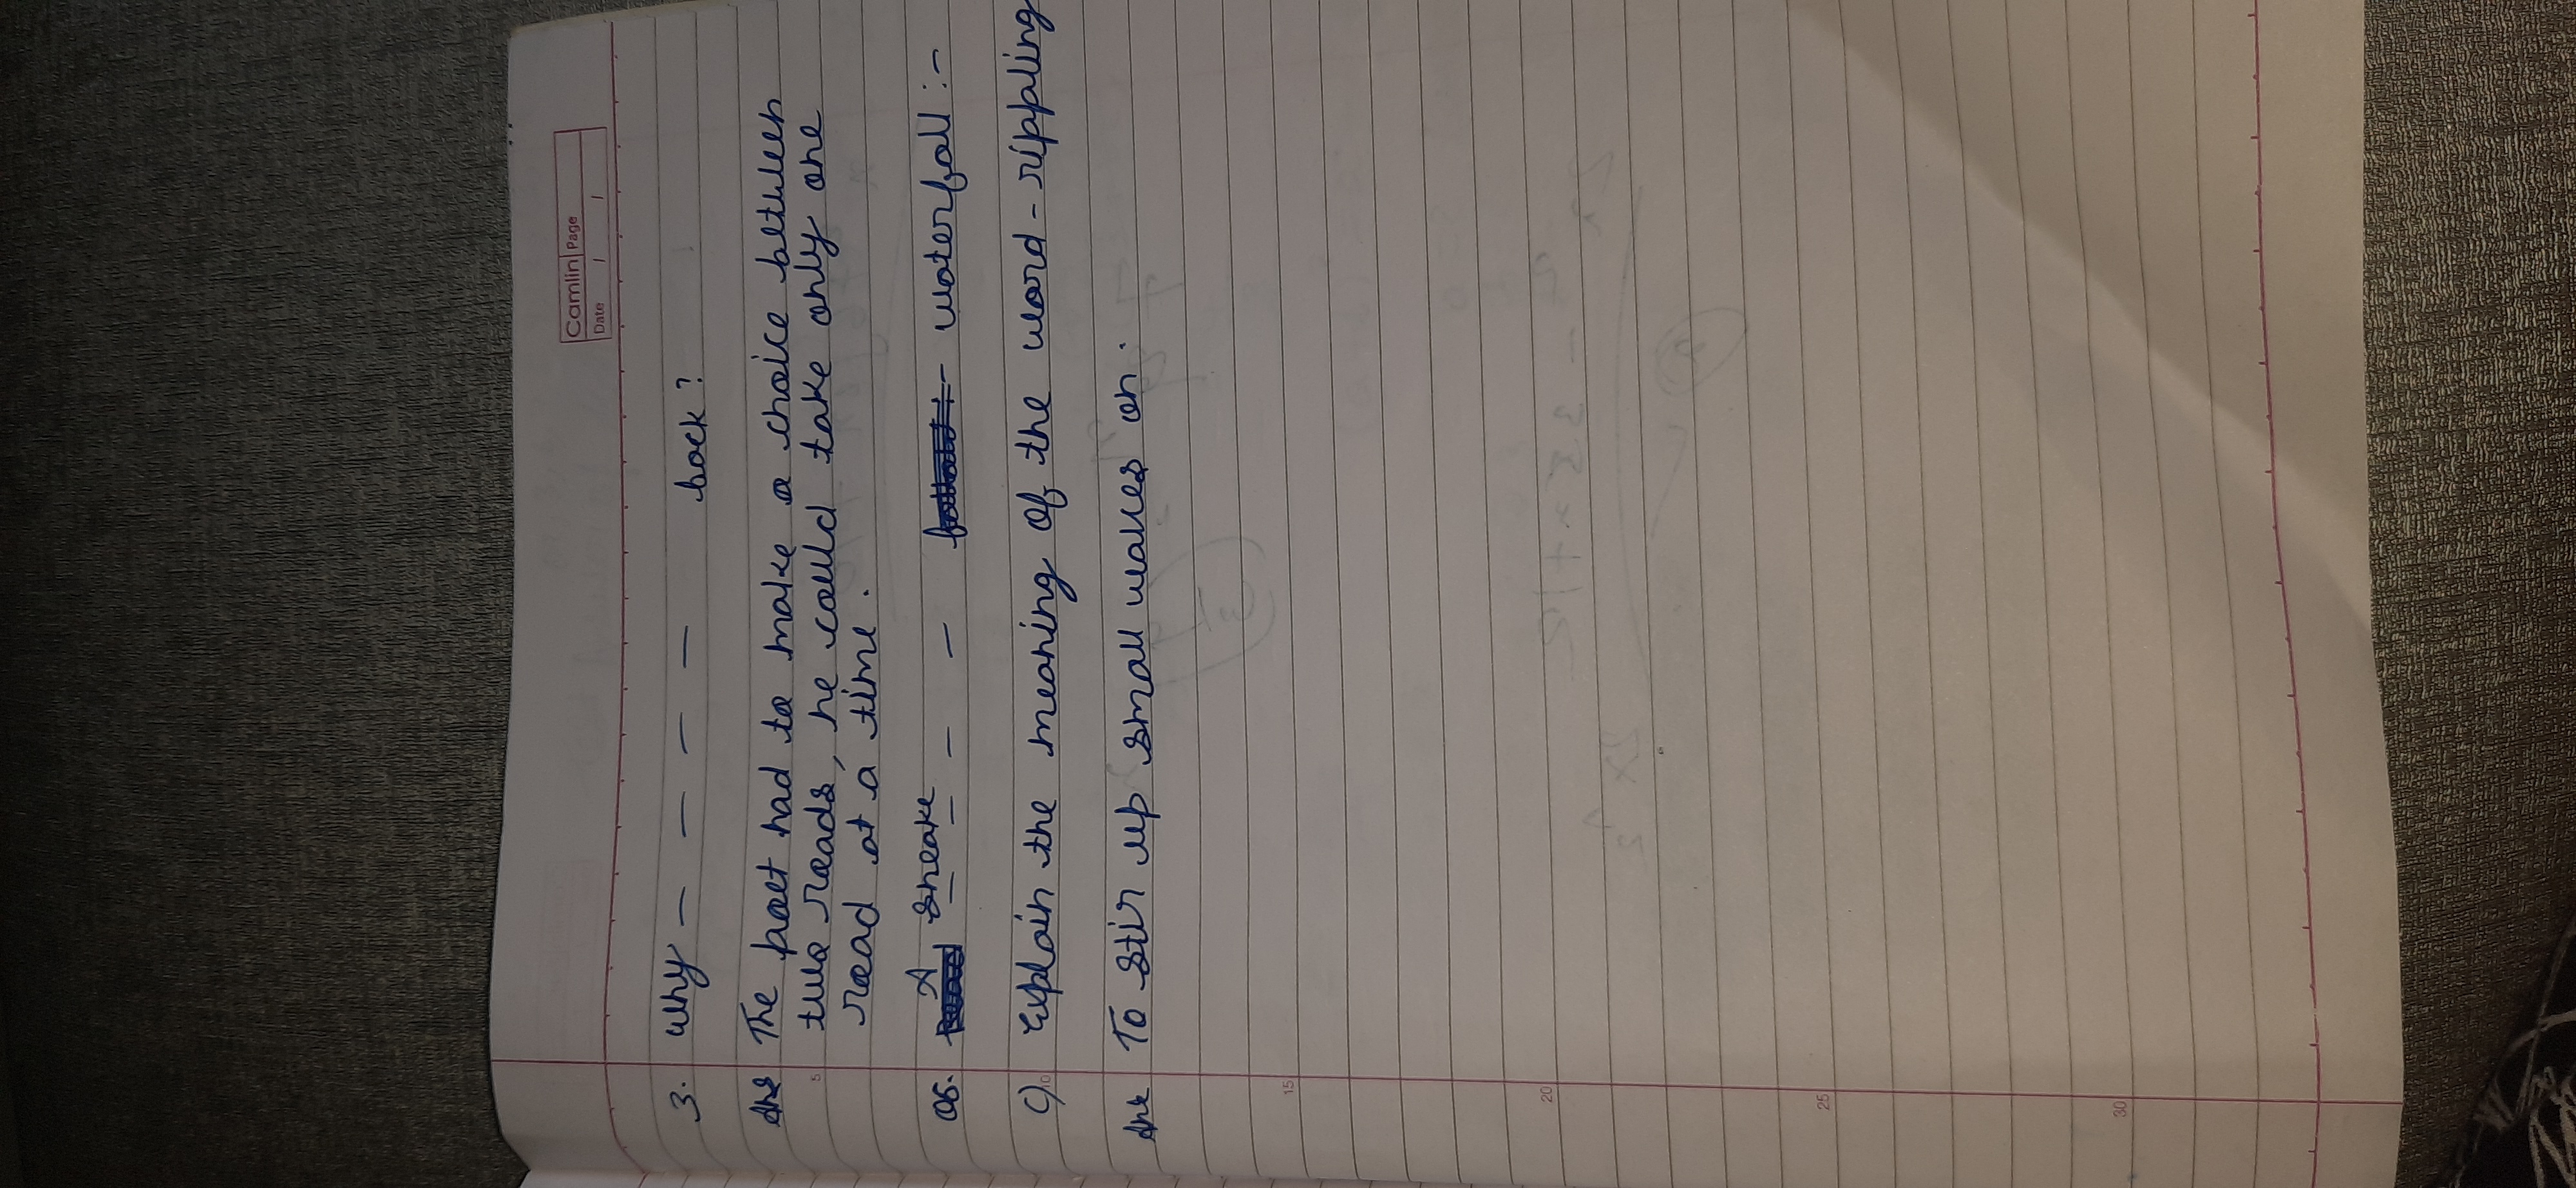 Camlin Page
Date / /
3. Why — — — — back ?
Ans The poet had to make a choice between
5 two roads, he could take only one
road at a time .
A sneake
Q6. — — — — - waterfall :-
C) 10 Explain the meaning of the word - rippling
Ans To stir up small waves on .
15
20
25
30